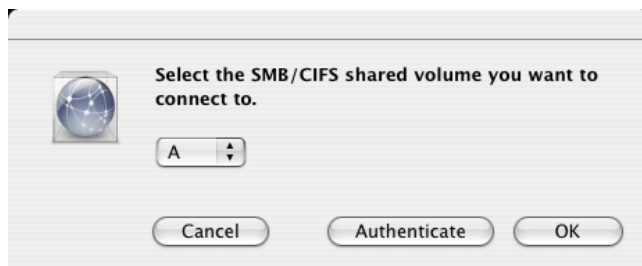 Select the SMB/CIFS shared volume you want to
connect to.
A
Cancel Authenticate OK